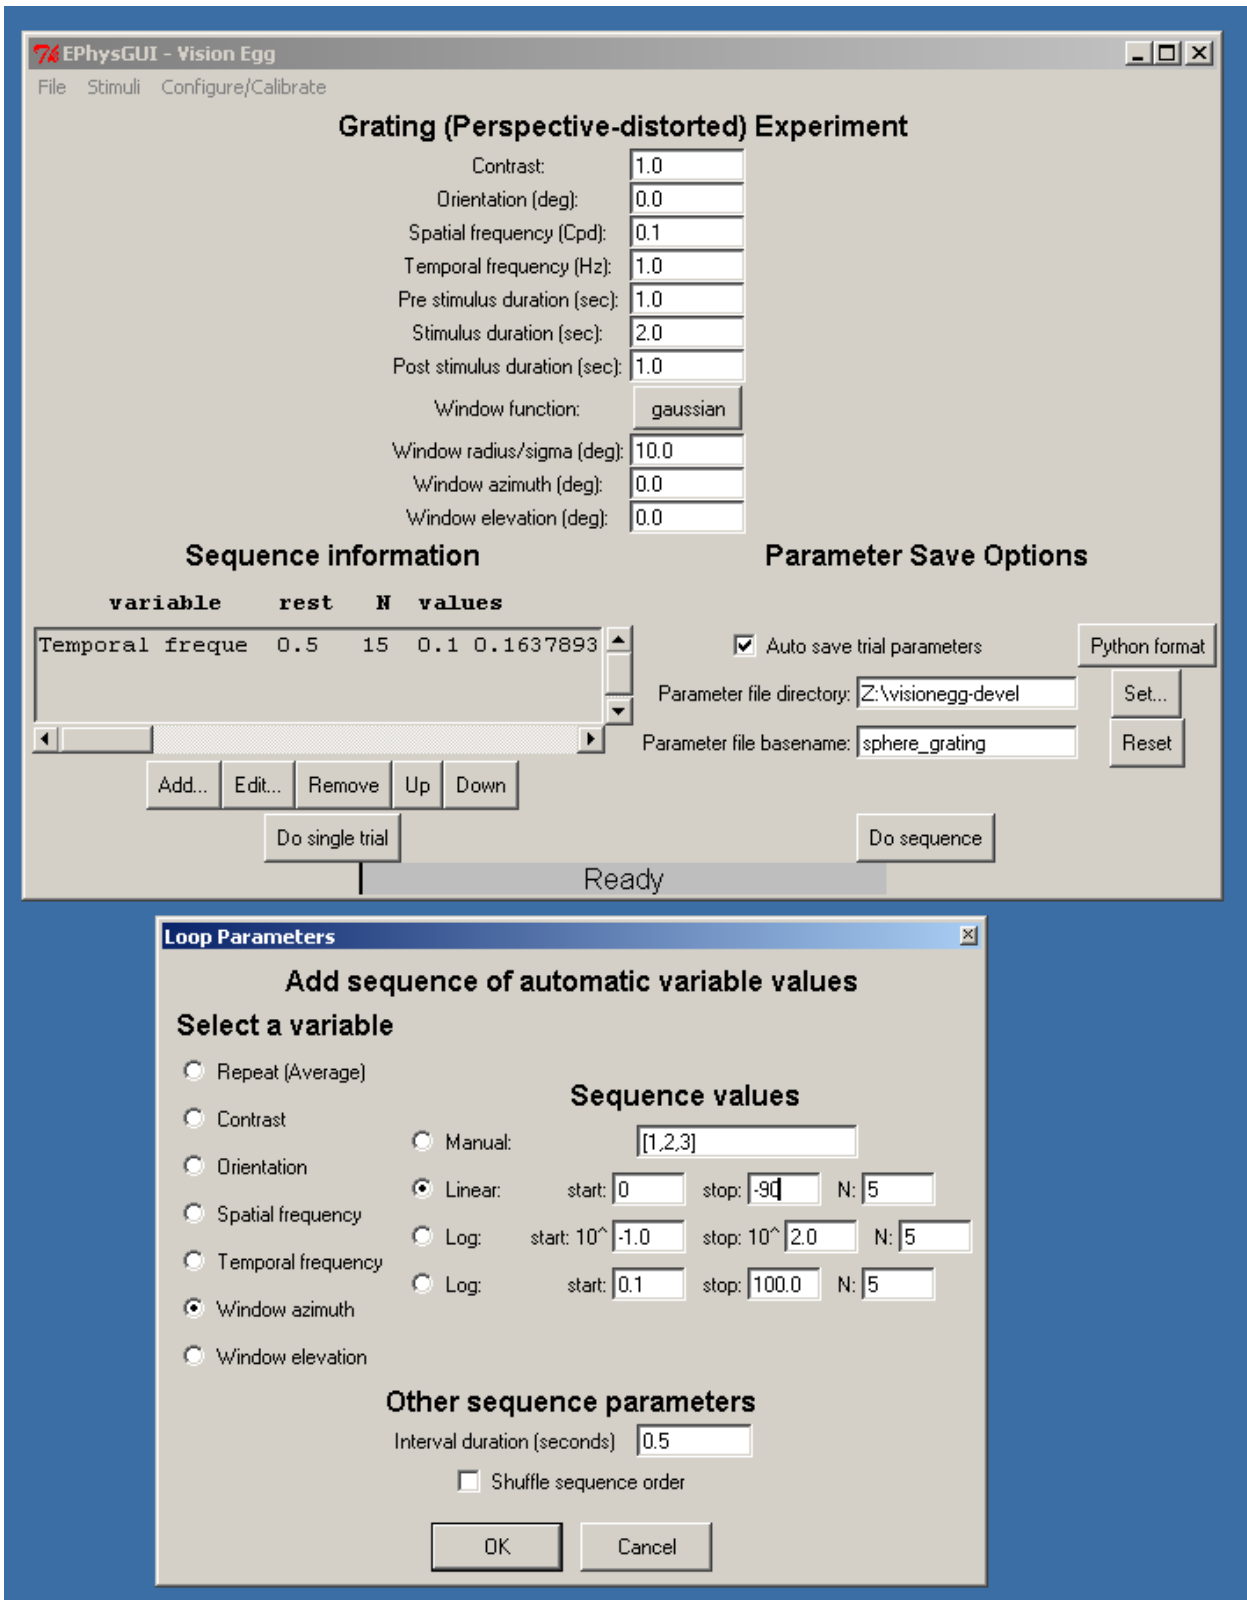 EPhysGUI - Vision Egg
File Stimuli Configure/Calibrate
Grating (Perspective-distorted) Experiment
Contrast: 1.0
Orientation (deg): 0.0
Spatial frequency (Cpd): 0.1
Temporal frequency (Hz): 1.0
Pre stimulus duration (sec): 1.0
Stimulus duration (sec): 2.0
Post stimulus duration (sec): 1.0
Window function: gaussian
Window radius/sigma (deg): 10.0
Window azimuth (deg): 0.0
Window elevation (deg): 0.0
Sequence information
variable rest N values
Temporal freque 0.5 15 0.1 0.1637893
Add... Edit... Remove Up Down
Do single trial
Parameter Save Options
Auto save trial parameters Python format
Parameter file directory: Z:\visionegg-devel Set...
Parameter file basename: sphere_grating Reset
Do sequence
Ready
Loop Parameters
Add sequence of automatic variable values
Select a variable
Repeat (Average)
Contrast
Orientation
Spatial frequency
Temporal frequency
Window azimuth
Window elevation
Sequence values
Manual: [1,2,3]
Linear: start: 0 stop: -90 N: 5
Log: start: 10^ -1.0 stop: 10^ 2.0 N: 5
Log: start: 0.1 stop: 100.0 N: 5
Other sequence parameters
Interval duration (seconds) 0.5
Shuffle sequence order
OK Cancel